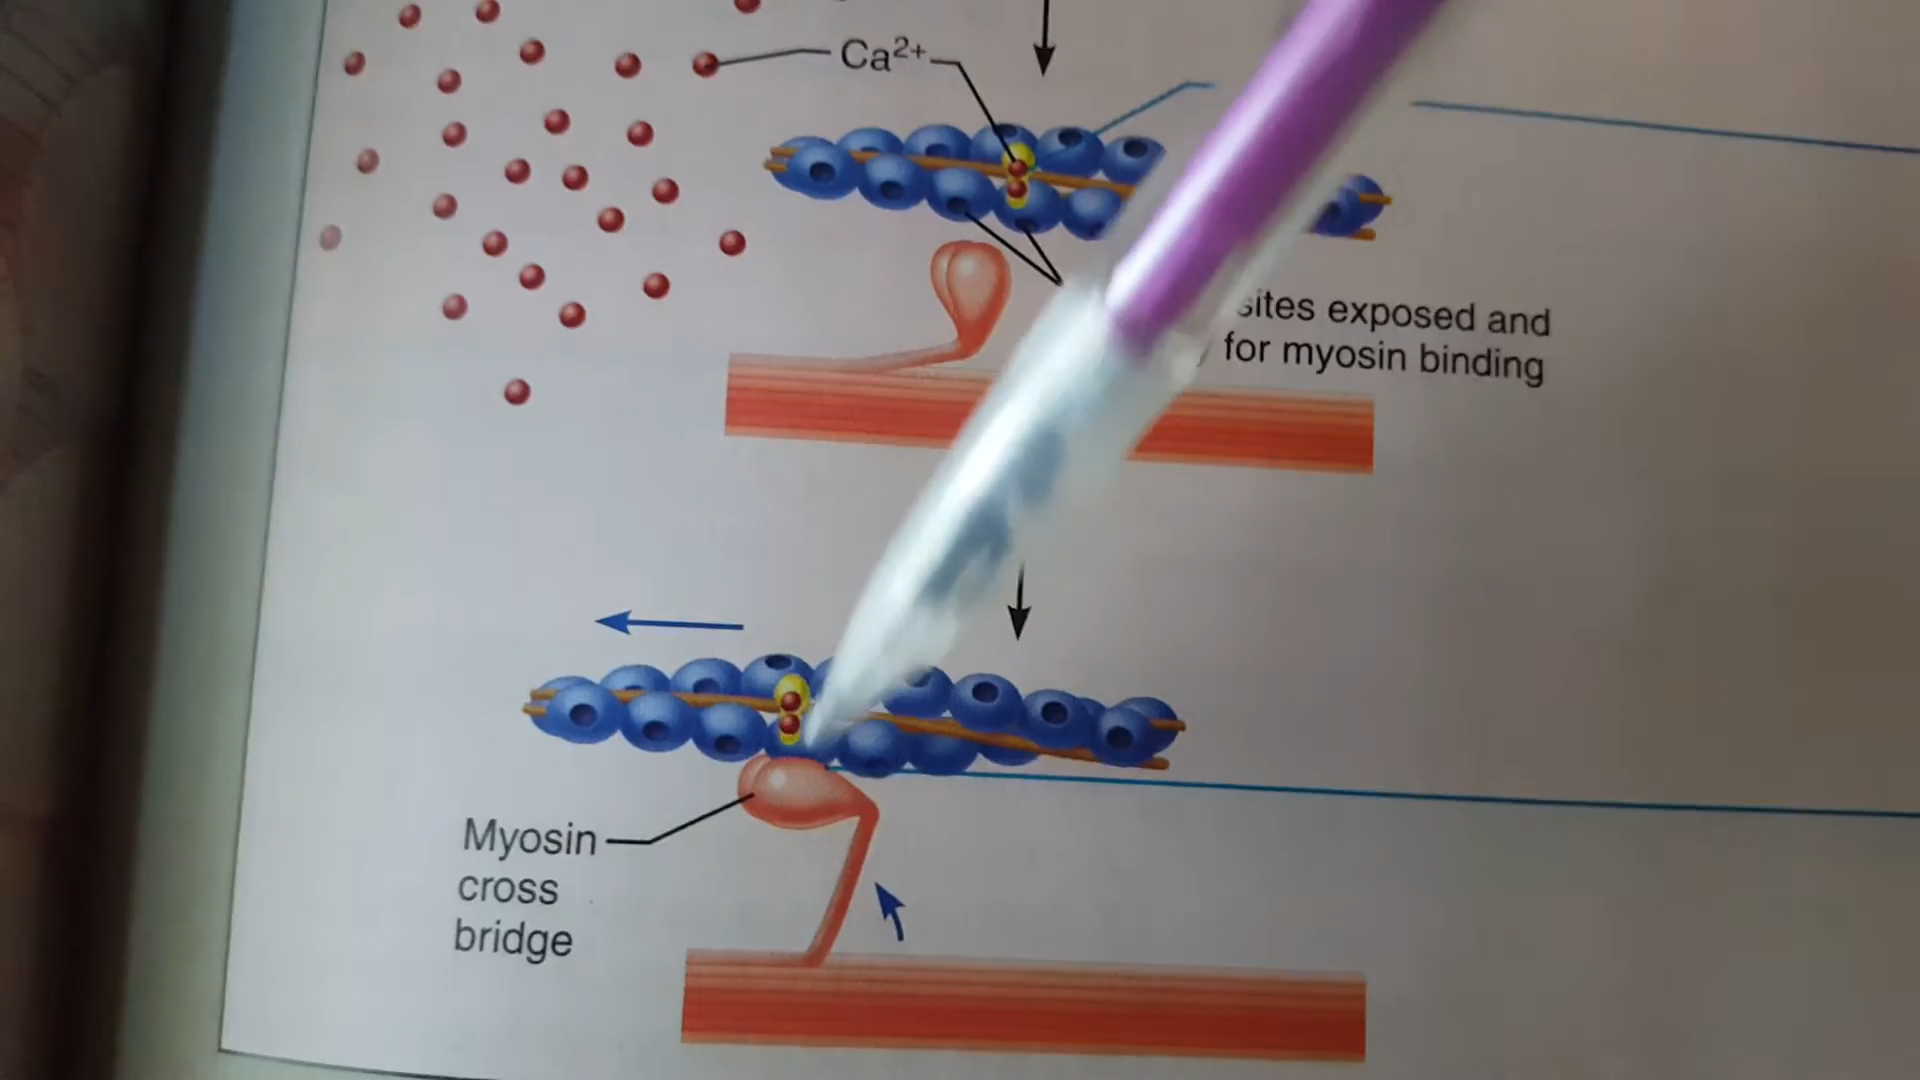 Ca²⁺
sites exposed and
for myosin binding
Myosin
cross
bridge